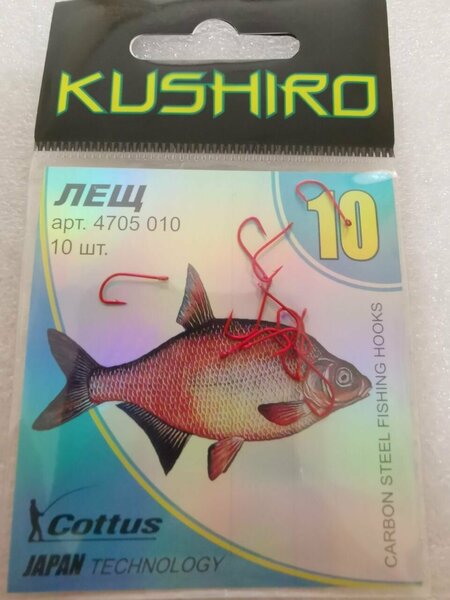 KUSHIRO
ЛЕЩ
арт. 4705 010
10 шт.
10
CARBON STEEL FISHING HOOKS
Cottus
JAPAN TECHNOLOGY